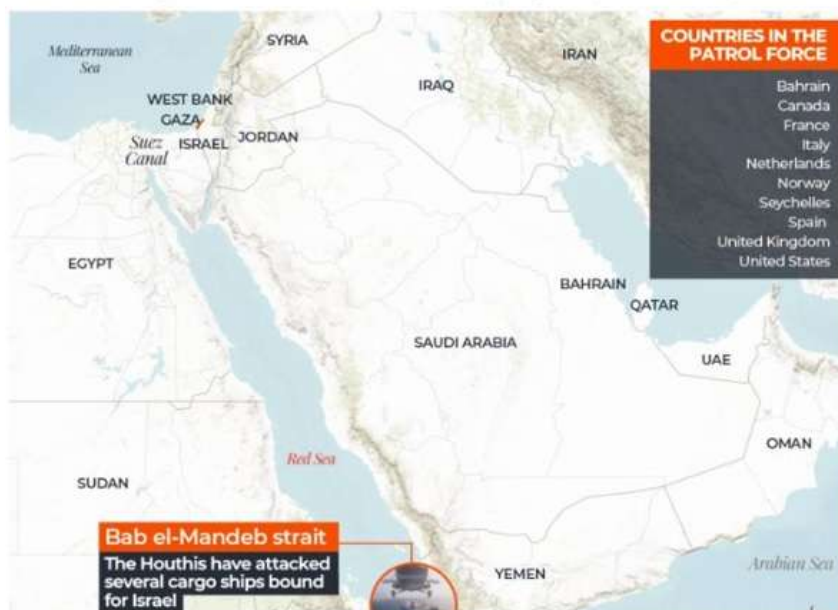 Mediterranean
Sea
SYRIA
IRAN
COUNTRIES IN THE
PATROL FORCE
Bahrain
Canada
France
Italy
Netherlands
Norway
Seychelles
Spain
United Kingdom
United States
IRAQ
WEST BANK
GAZA
Suez
Canal
ISRAEL
JORDAN
EGYPT
BAHRAIN
QATAR
SAUDI ARABIA
UAE
OMAN
Red Sea
SUDAN
Bab el-Mandeb strait
The Houthis have attacked
several cargo ships bound
for Israel
YEMEN
Arabian Sea